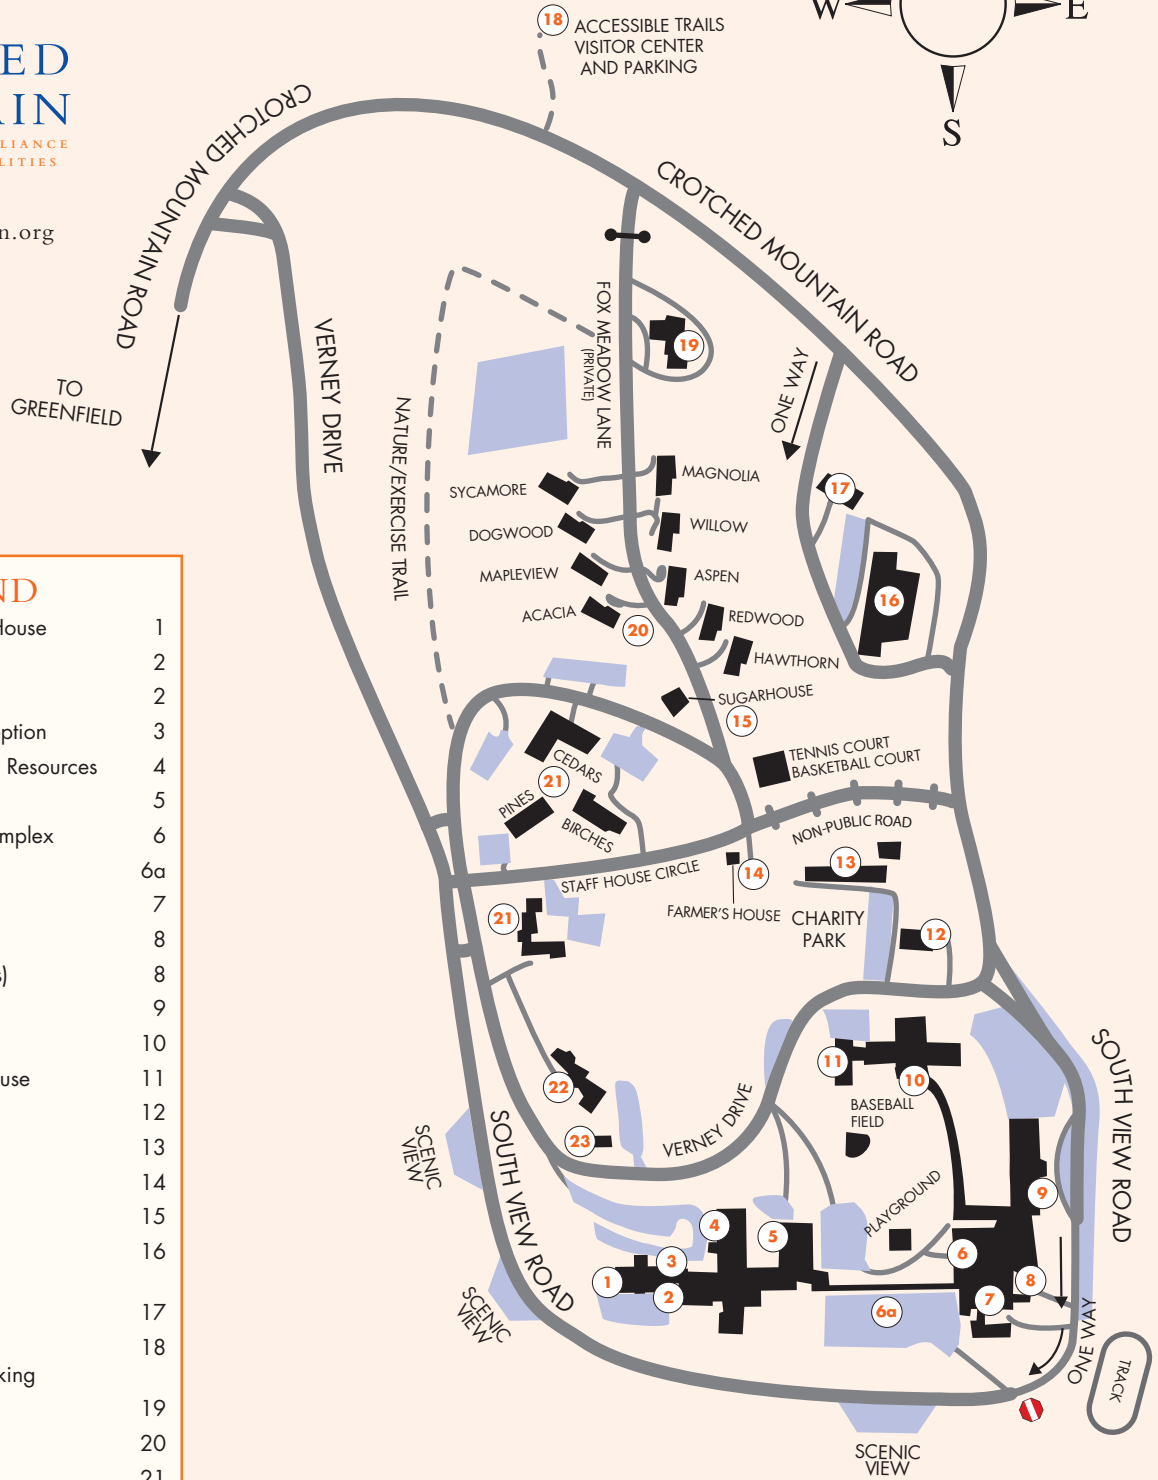 ED
AIN
LIANCE
LITIES
n.org
W
E
S
18
ACCESSIBLE TRAILS
VISITOR CENTER
AND PARKING
CROTCHED MOUNTAIN ROAD
CROTCHED MOUNTAIN ROAD
TO
GREENFIELD
VERNEY DRIVE
NATURE/EXERCISE TRAIL
FOX MEADOW LANE
(PRIVATE)
19
ONE WAY
17
16
SYCAMORE
MAGNOLIA
DOGWOOD
WILLOW
MAPLEVIEW
ASPEN
ACACIA
20
REDWOOD
HAWTHORN
SUGARHOUSE
15
TENNIS COURT
BASKETBALL COURT
CEDARS
21
PINES
BIRCHES
NON-PUBLIC ROAD
STAFF HOUSE CIRCLE
14
13
FARMER'S HOUSE
CHARITY
PARK
12
21
22
23
11
10
BASEBALL
FIELD
VERNEY DRIVE
SOUTH VIEW ROAD
SCENIC
VIEW
SOUTH VIEW ROAD
PLAYGROUND
9
4
5
6
3
1
2
8
7
6a
SCENIC
VIEW
ONE WAY
TRACK
SCENIC
VIEW
ND
House 1
2
2
ption 3
Resources 4
5
mplex 6
6a
7
8
s) 8
9
10
use 11
12
13
14
15
16
17
18
king
19
20
21